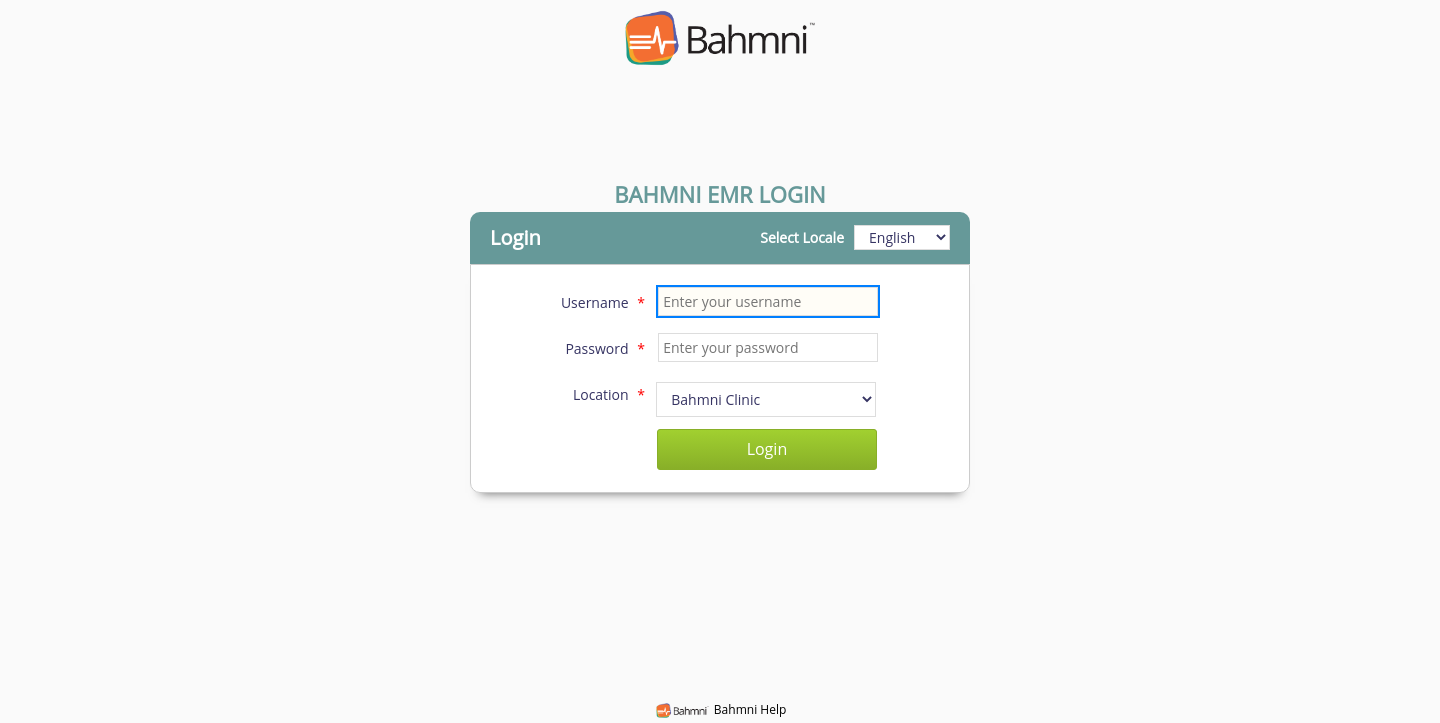 Bahmni™
BAHMNI EMR LOGIN
Login
Select Locale English
Username * Enter your username
Password * Enter your password
Location * Bahmni Clinic
Login
Bahmni Bahmni Help